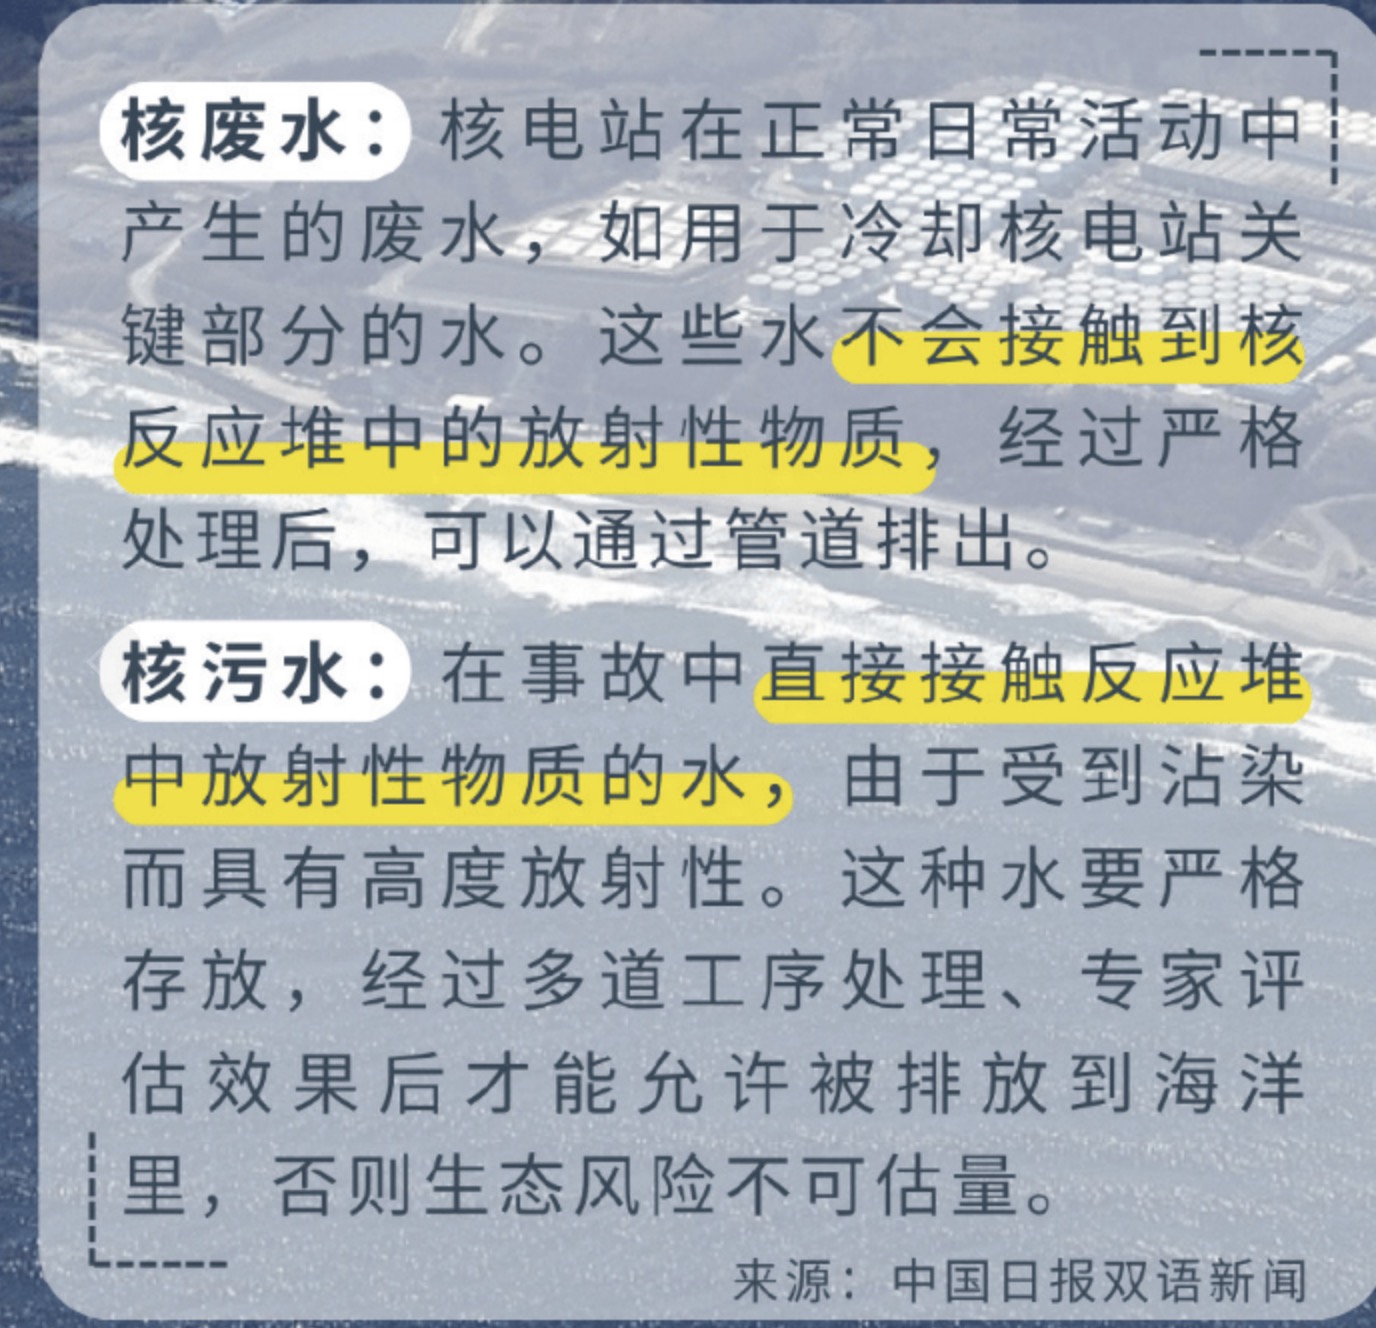 核废水：核电站在正常日常活动中
产生的废水，如用于冷却核电站关
键部分的水。这些水不会接触到核
反应堆中的放射性物质，经过严格
处理后，可以通过管道排出。
核污水：在事故中直接接触反应堆
中放射性物质的水，由于受到沾染
而具有高度放射性。这种水要严格
存放，经过多道工序处理、专家评
估效果后才能允许被排放到海洋
里，否则生态风险不可估量。
来源：中国日报双语新闻